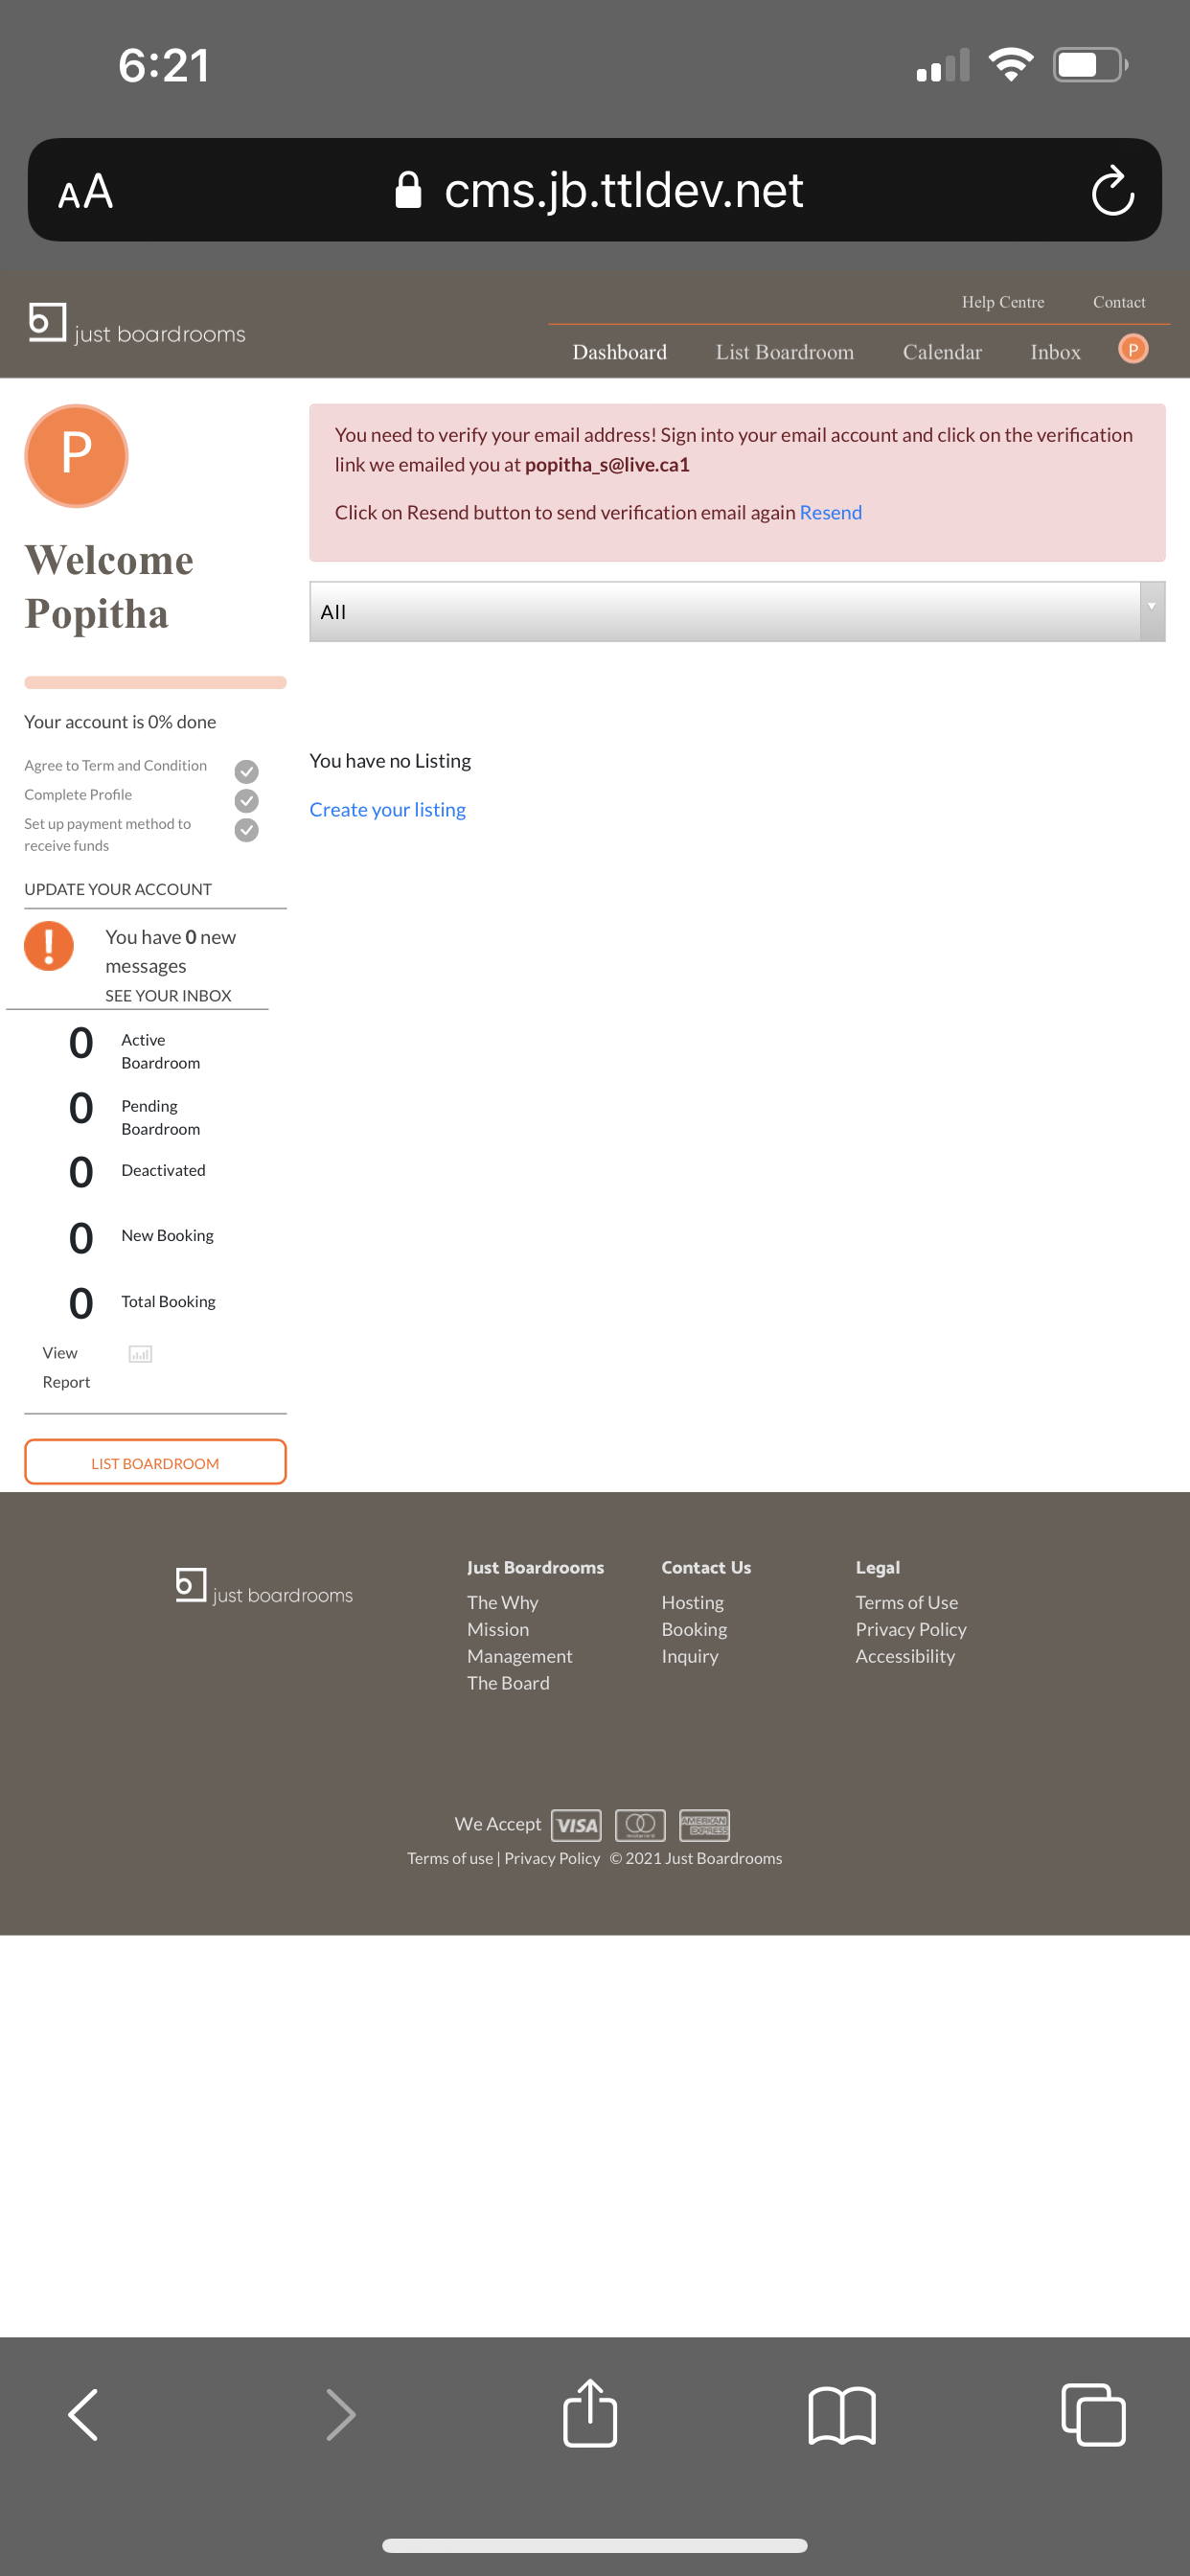 6:21
AA
cms.jb.ttldev.net
just boardrooms
Help Centre Contact
Dashboard List Boardroom Calendar Inbox P
P
Welcome
Popitha
Your account is 0% done
Agree to Term and Condition
Complete Profile
Set up payment method to
receive funds
UPDATE YOUR ACCOUNT
You have 0 new
messages
SEE YOUR INBOX
0 Active
Boardroom
0 Pending
Boardroom
0 Deactivated
0 New Booking
0 Total Booking
View
Report
LIST BOARDROOM
You need to verify your email address! Sign into your email account and click on the verification
link we emailed you at popitha_s@live.ca1
Click on Resend button to send verification email again Resend
All
You have no Listing
Create your listing
just boardrooms
Just Boardrooms
The Why
Mission
Management
The Board
Contact Us
Hosting
Booking
Inquiry
Legal
Terms of Use
Privacy Policy
Accessibility
We Accept VISA mastercard AMERICAN
EXPRESS
Terms of use | Privacy Policy © 2021 Just Boardrooms